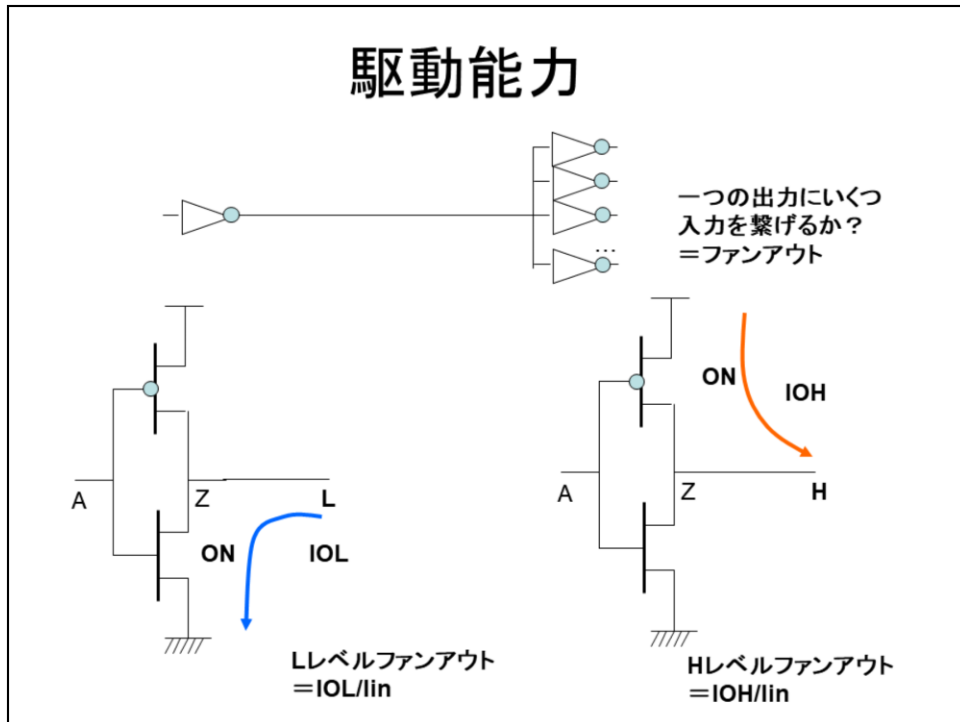 駆動能力
一つの出力にいくつ
入力を繋げるか？
＝ファンアウト
…
A
Z
L
ON
IOL
Lレベルファンアウト
＝IOL/Iin
ON
IOH
A
Z
H
Hレベルファンアウト
＝IOH/Iin